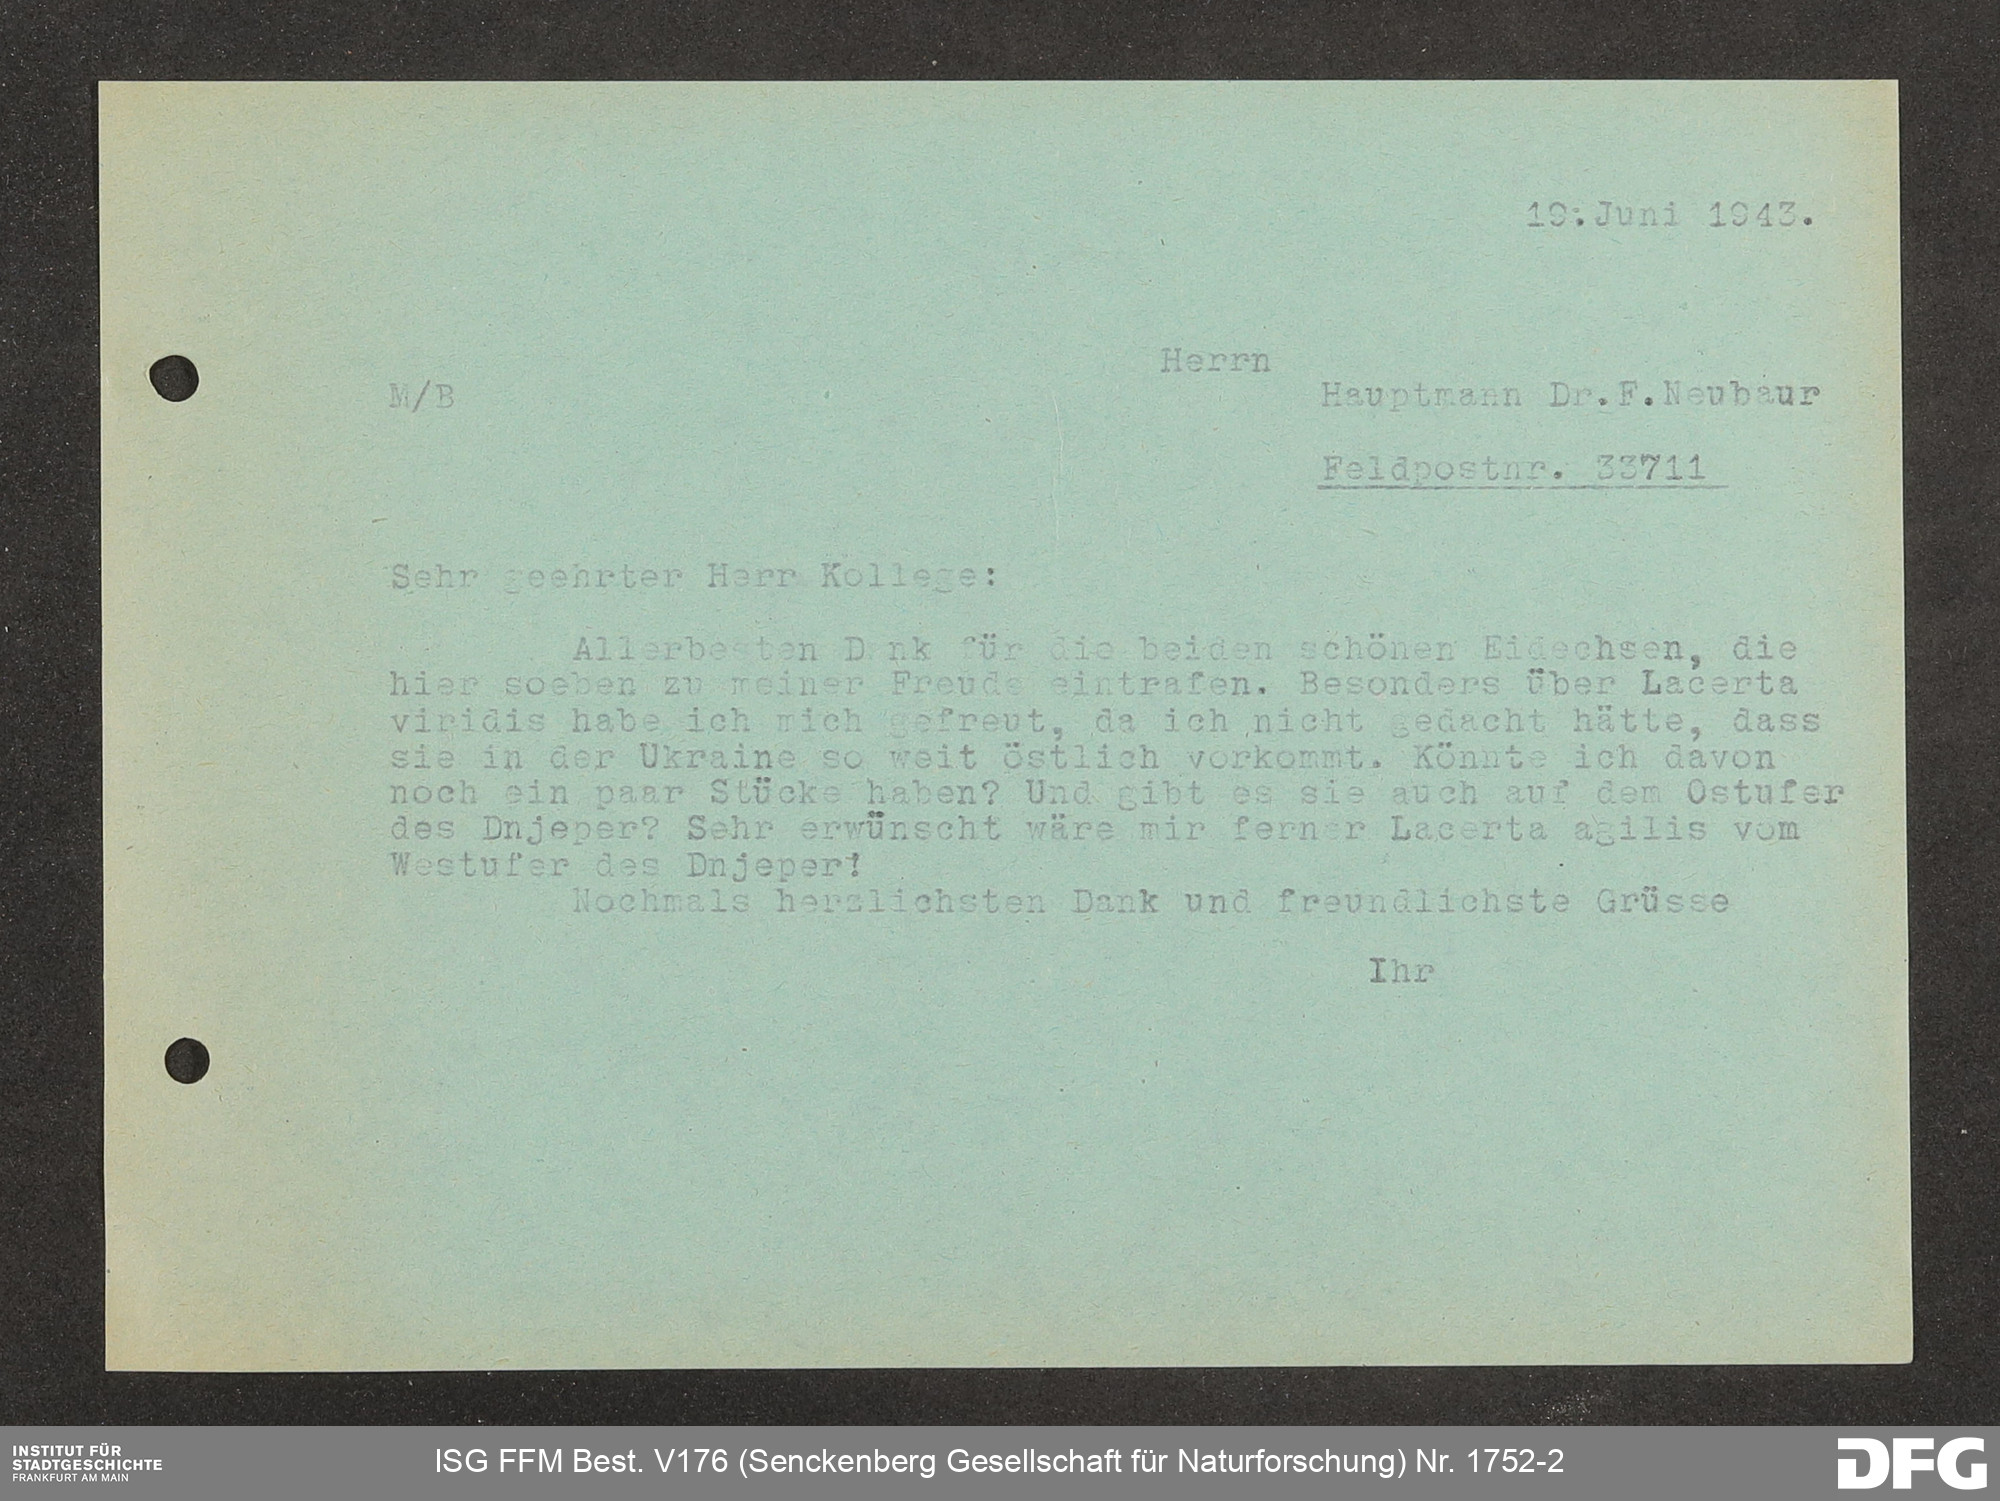 19.Juni 1943.
Herrn
M/B
Hauptmann Dr.F.Neubaur
Feldpostnr. 33711
Sehr geehrter Herr Kollege:
Allerbesten Dank für die beiden schönen Eidechsen, die
hier soeben zu meiner Freude eintrafen. Besonders über Lacerta
viridis habe ich mich gefreut, da ich nicht gedacht hätte, dass
sie in der Ukraine so weit östlich vorkommt. Könnte ich davon
noch ein paar Stücke haben? Und gibt es sie auch auf dem Ostufer
des Dnjeper? Sehr erwünscht wäre mir ferner Lacerta agilis vom
Westufer des Dnjeper!
Nochmals herzlichsten Dank und freundlichste Grüsse
Ihr
INSTITUT FÜR
STADTGESCHICHTE
FRANKFURT AM MAIN
ISG FFM Best. V176 (Senckenberg Gesellschaft für Naturforschung) Nr. 1752-2
DFG